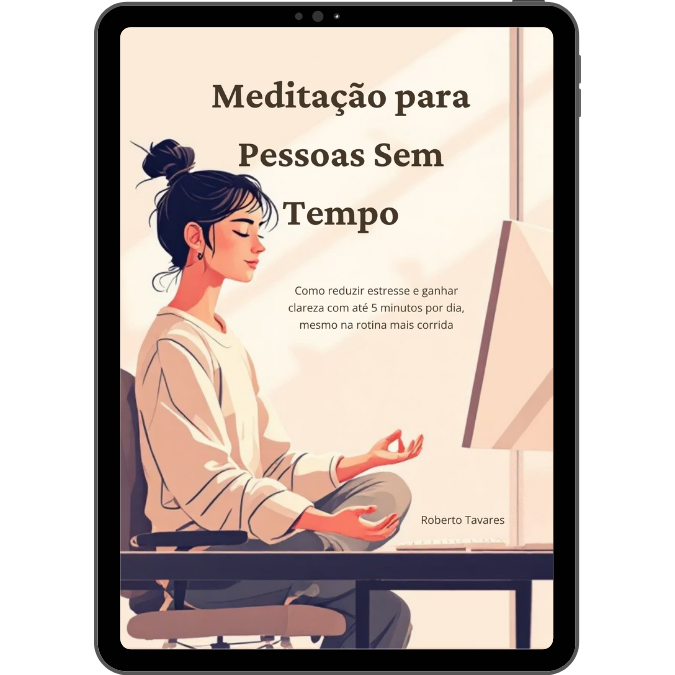 Meditação para
Pessoas Sem
Tempo
Como reduzir estresse e ganhar
clareza com até 5 minutos por dia,
mesmo na rotina mais corrida
Roberto Tavares